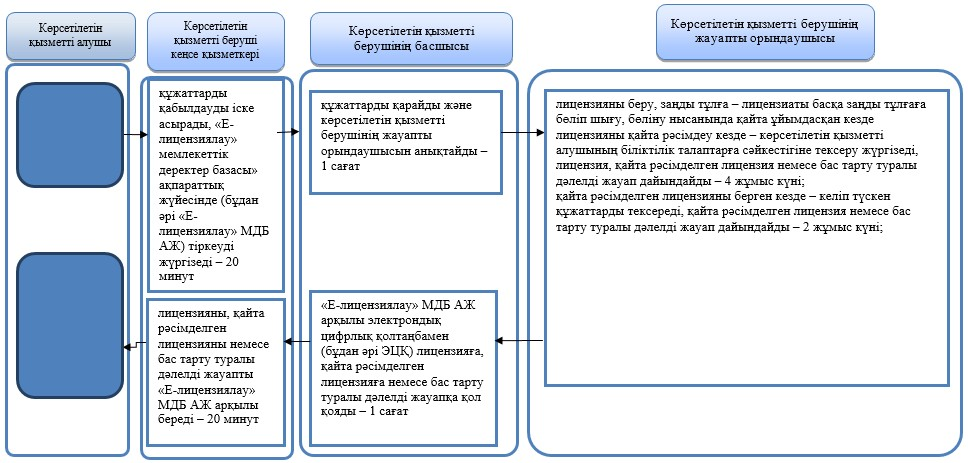 Көрсетілетін
қызметті алушы
Көрсетілетін
қызметті беруші
кеңсе қызметкері
Көрсетілетін қызметті
берушінің басшысы
Көрсетілетін қызметті берушінің
жауапты орындаушысы
құжаттарды
қабылдауды іске
асырады, «Е-
лицензиялау»
мемлекеттік
деректер базасы»
ақпараттық
жүйесінде (бұдан
әрі «Е-
лицензиялау» МДБ
АЖ) тіркеуді
жүргізеді – 20
минут
құжаттарды қарайды және
көрсетілетін қызметті
берушінің жауапты
орындаушысын анықтайды –
1 сағат
лицензияны беру, заңды тұлға – лицензиаты басқа заңды тұлғаға
бөліп шығу, бөліну нысанында қайта ұйымдасқан кезде
лицензияны қайта рәсімдеу кезде – көрсетілетін қызметті
алушының біліктілік талаптарға сәйкестігіне тексеру жүргізеді,
лицензия, қайта рәсімделген лицензия немесе бас тарту туралы
дәлелді жауап дайындайды – 4 жұмыс күні;
қайта рәсімделген лицензияны берген кезде – келіп түскен
құжаттарды тексереді, қайта рәсімделген лицензия немесе бас
тарту туралы дәлелді жауап дайындайды – 2 жұмыс күні;
«Е-лицензиялау» МДБ АЖ
арқылы электрондық
цифрлық қолтаңбамен
(бұдан әрі ЭЦҚ) лицензияға,
қайта рәсімделген
лицензияға немесе бас тарту
туралы дәлелді жауапқа қол
қояды – 1 сағат
лицензияны, қайта
рәсімделген
лицензияны немесе
бас тарту туралы
дәлелді жауапты
«Е-лицензиялау»
МДБ АЖ арқылы
береді – 20 минут